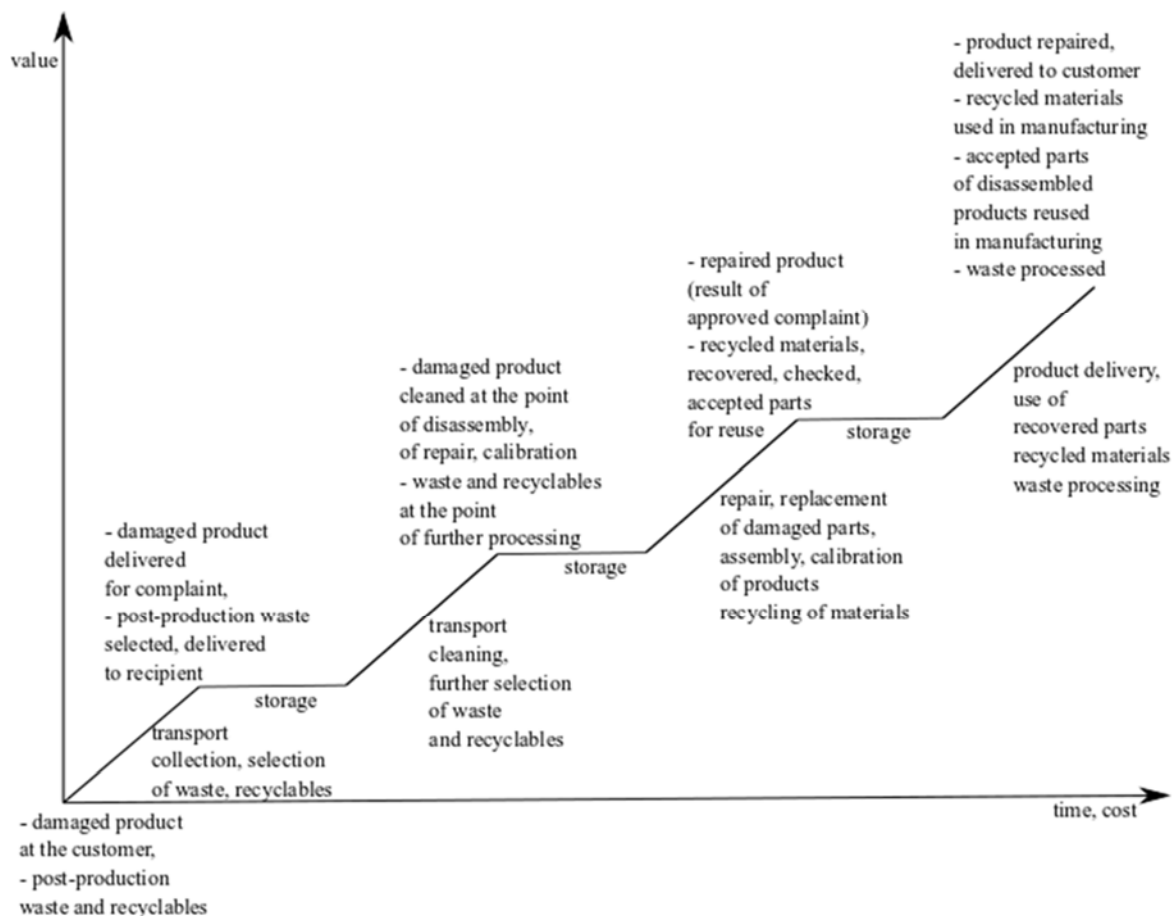 value
- product repaired,
delivered to customer
- recycled materials
used in manufacturing
- accepted parts
of disassembled
products reused
in manufacturing
- waste processed
- repaired product
(result of
approved complaint)
- recycled materials,
recovered, checked,
accepted parts
for reuse
storage
product delivery,
use of
recovered parts
recycled materials
waste processing
- damaged product
cleaned at the point
of disassembly,
of repair, calibration
- waste and recyclables
at the point
of further processing
storage
repair, replacement
of damaged parts,
assembly, calibration
of products
recycling of materials
- damaged product
delivered
for complaint,
- post-production waste
selected, delivered
to recipient
storage
transport
cleaning,
further selection
of waste
and recyclables
transport
collection, selection
of waste, recyclables
time, cost
- damaged product
at the customer,
- post-production
waste and recyclables